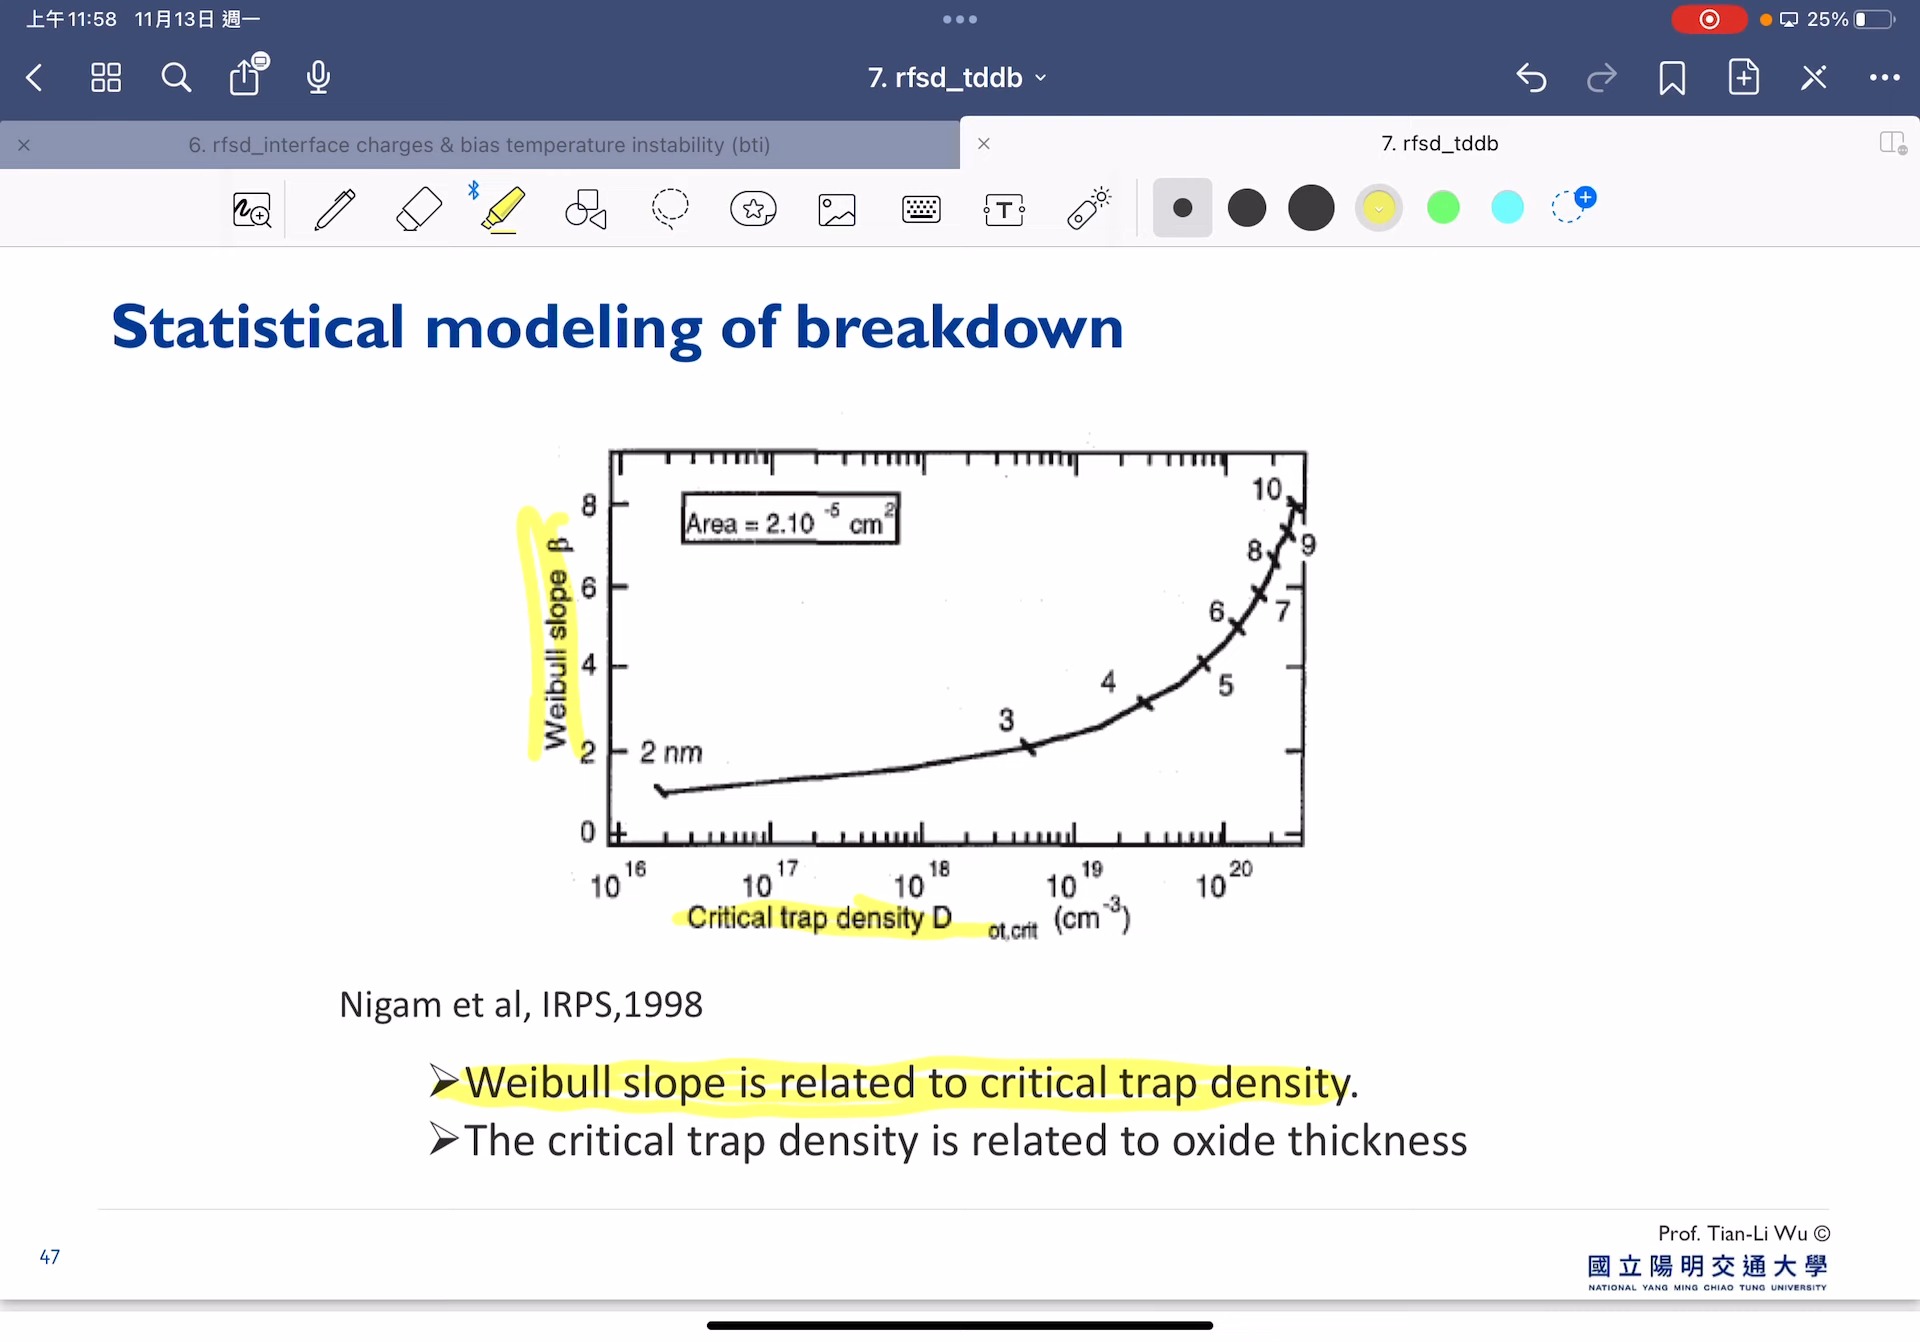 上午11:58 11月13日 週一
25%
7. rfsd_tddb
6. rfsd_interface charges & bias temperature instability (bti)
7. rfsd_tddb
Statistical modeling of breakdown
Area = 2.10 -5 cm2
Weibull slope β
8
6
4
2
0
2 nm
3
4
5
6
7
8
9
10
10 16 10 17 10 18 10 19 10 20
Critical trap density D ot,crit (cm-3)
Nigam et al, IRPS,1998
➢Weibull slope is related to critical trap density.
➢The critical trap density is related to oxide thickness
Prof. Tian-Li Wu ©
47
國立陽明交通大學
NATIONAL YANG MING CHIAO TUNG UNIVERSITY